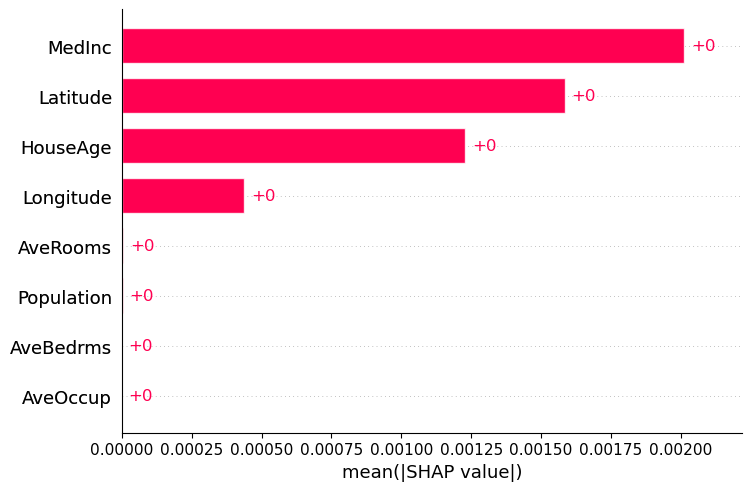 MedInc +0
Latitude +0
HouseAge +0
Longitude +0
AveRooms +0
Population +0
AveBedrms +0
AveOccup +0
0.00000 0.00025 0.00050 0.00075 0.00100 0.00125 0.00150 0.00175 0.00200
mean(|SHAP value|)